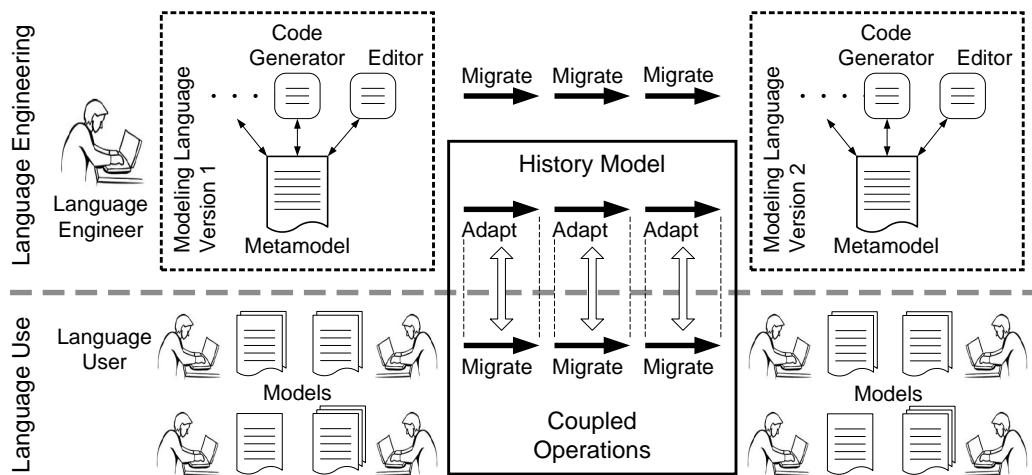 Language Engineering
Language
Engineer
Modeling Language
Version 1
Code
Generator
Editor
. . .
Metamodel
Migrate Migrate Migrate
History Model
Adapt Adapt Adapt
Migrate Migrate Migrate
Coupled
Operations
Modeling Language
Version 2
Code
Generator
Editor
. . . .
Metamodel
Language Use
Language
User
Models
Models